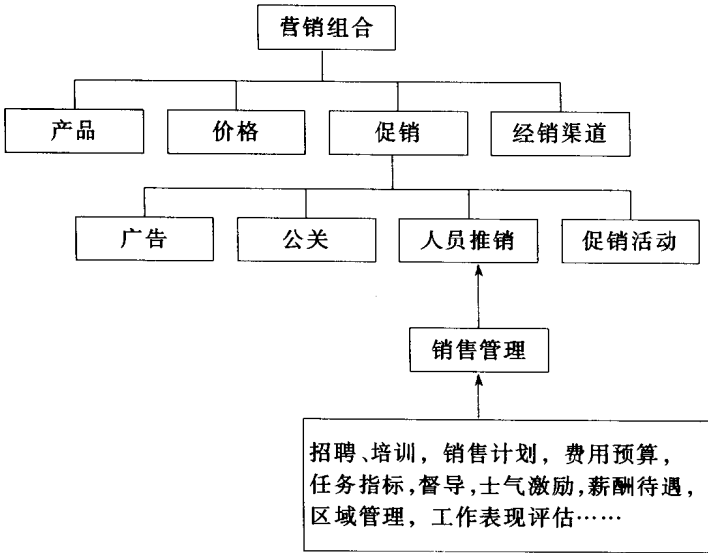 营销组合
产品
价格
促销
经销渠道
广告
公关
人员推销
促销活动
销售管理
招聘、培训，销售计划，费用预算，
任务指标，督导，士气激励，薪酬待遇，
区域管理，工作表现评估……